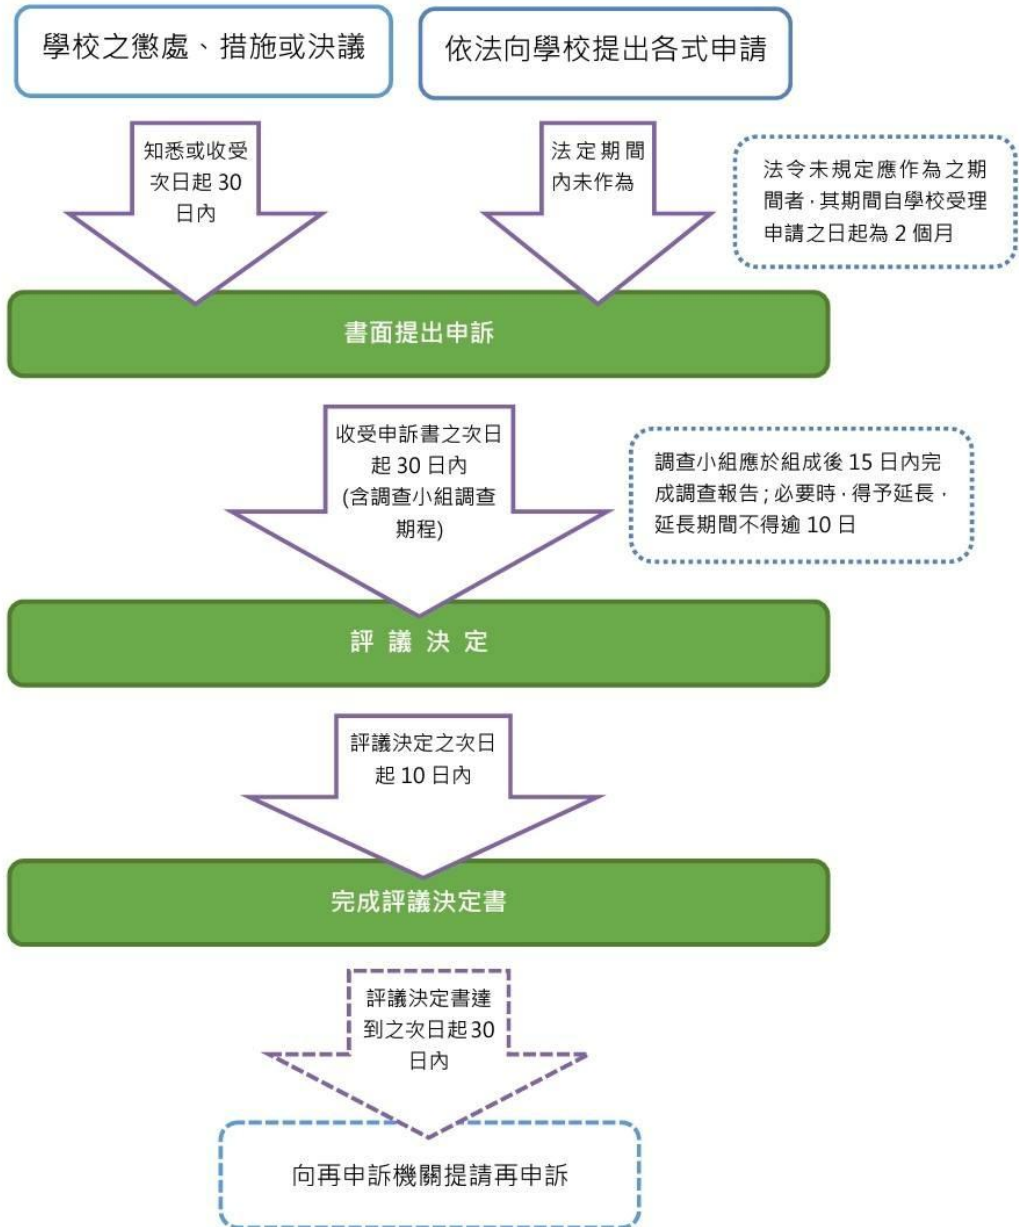 學校之懲處、措施或決議
依法向學校提出各式申請
知悉或收受
次日起 30
日內
法定期間
內未作為
法令未規定應作為之期
間者，其期間自學校受理
申請之日起為 2 個月
書面提出申訴
收受申訴書之次日
起 30 日內
(含調查小組調查
期程)
調查小組應於組成後 15 日內完
成調查報告；必要時，得予延長，
延長期間不得逾 10 日
評 議 決 定
評議決定之次日
起 10 日內
完成評議決定書
評議決定書達
到之次日起 30
日內
向再申訴機關提請再申訴